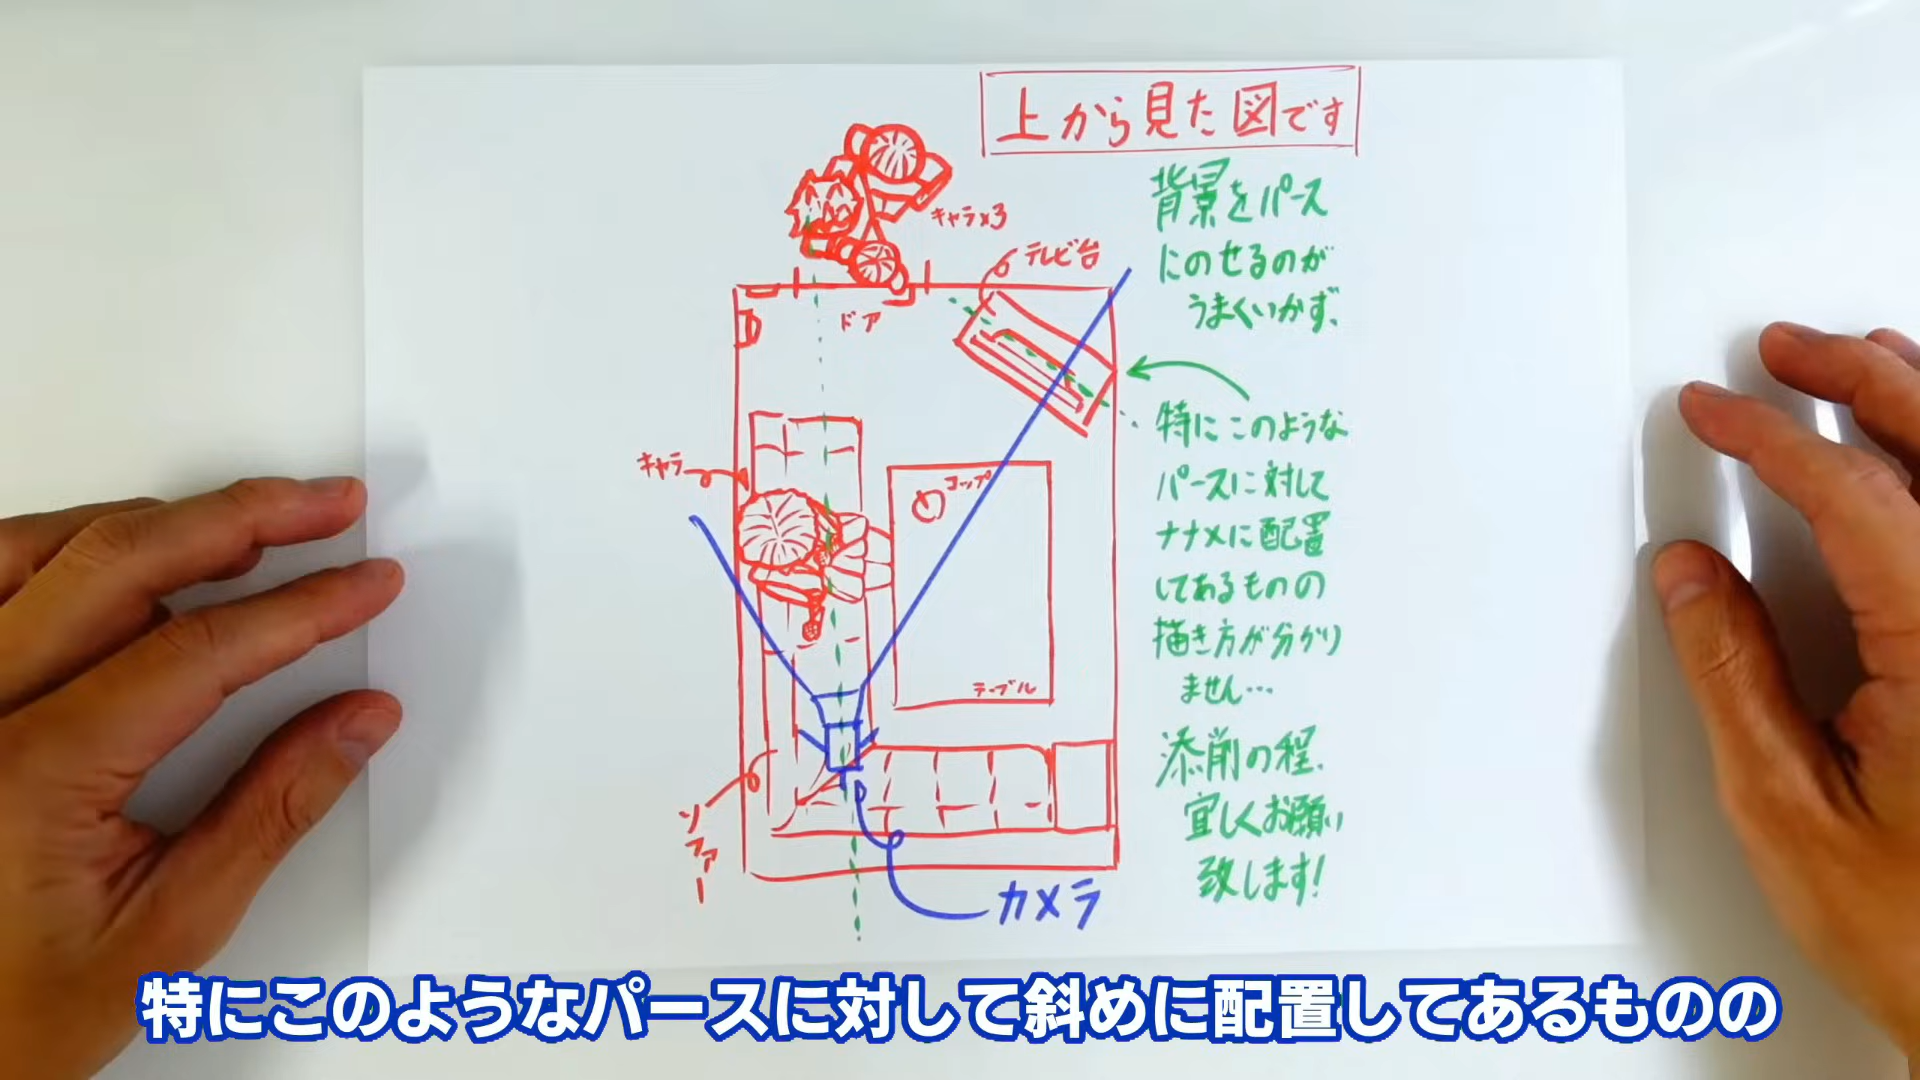 上から見た図です
背景をパース
にのせるのが
うまくいかず、
キャラ×3
テレビ台
ドア
特にこのような
パースに対して
ナナメに配置
してあるものの
描き方が分かり
ません…
キャラ
コップ
テーブル
添削の程、
宜しくお願い
致します!
ソファー
カメラ
特にこのようなパースに対して斜めに配置してあるものの